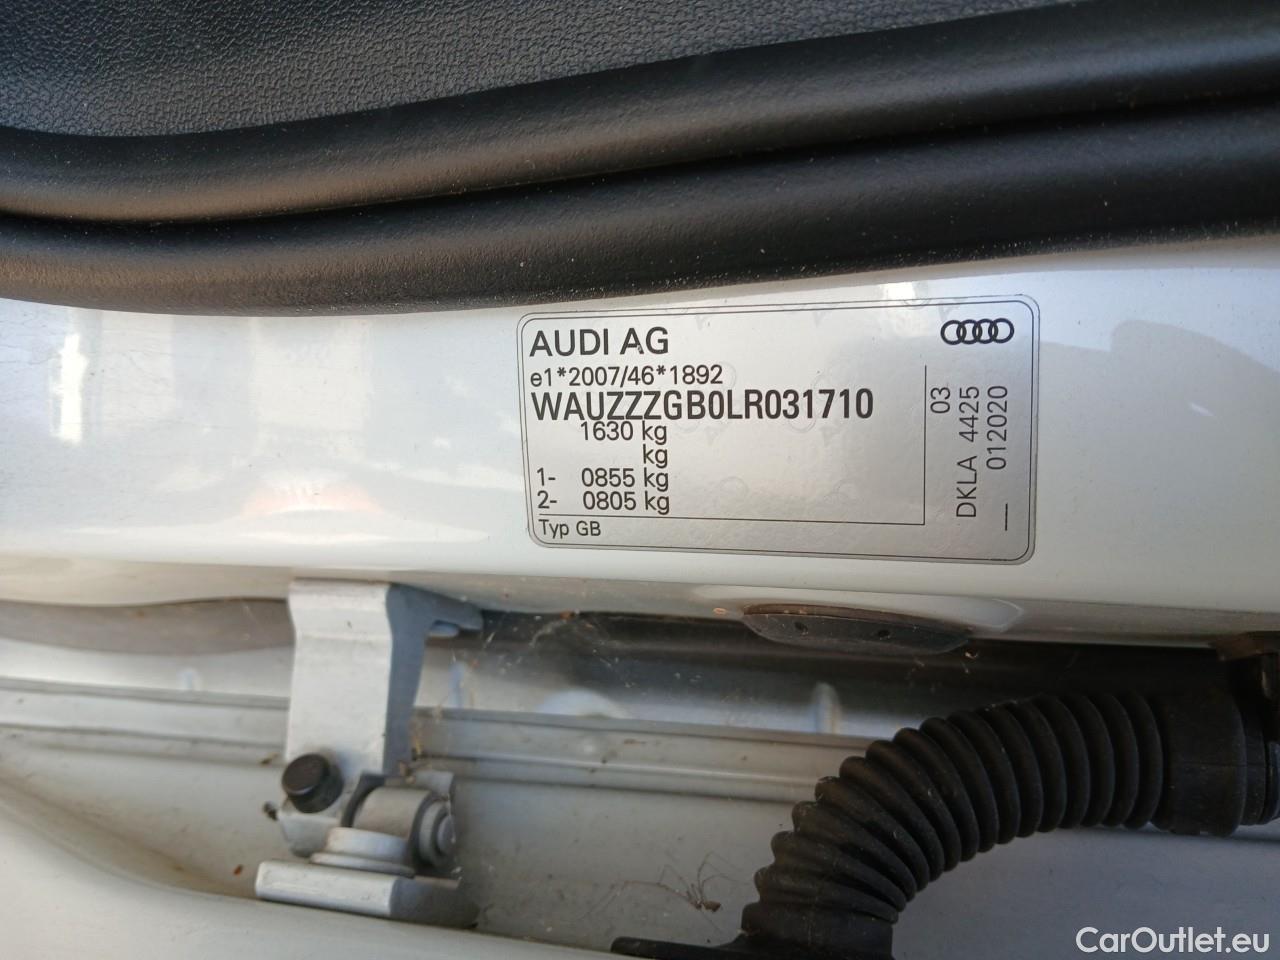 AUDI AG
e1*2007/46*1892
WAUZZZGB0LR031710
1630 kg
kg
1- 0855 kg
2- 0805 kg
Typ GB
03
DKLA 4425
— 012020
CarOutlet.eu